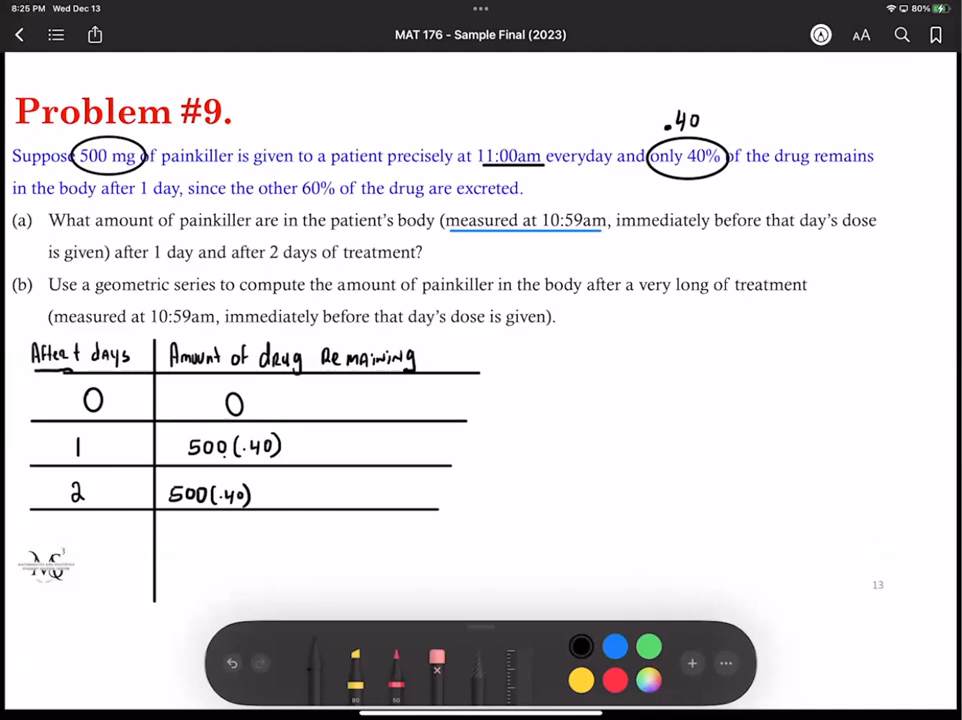 8:25 PM Wed Dec 13
80%
MAT 176 - Sample Final (2023)
AA
Problem #9.
.40
Suppose 500 mg of painkiller is given to a patient precisely at 11:00am everyday and only 40% of the drug remains
in the body after 1 day, since the other 60% of the drug are excreted.
(a) What amount of painkiller are in the patient's body (measured at 10:59am, immediately before that day's dose
is given) after 1 day and after 2 days of treatment?
(b) Use a geometric series to compute the amount of painkiller in the body after a very long of treatment
(measured at 10:59am, immediately before that day's dose is given).
After t days Amount of drug Remaining
0 0
1 500(.40)
2 500(.40)
13
80 50